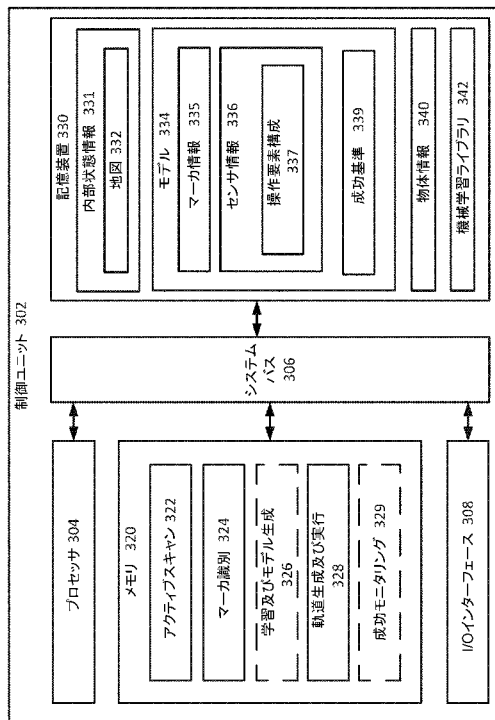 制御ユニット 302
プロセッサ 304
メモリ 320
アクティブスキャン 322
マーカ識別 324
学習及びモデル生成
326
軌道生成及び実行
328
成功モニタリング 329
I/Oインターフェース 308
システム
バス
306
記憶装置 330
内部状態情報 331
地図 332
モデル 334
マーカ情報 335
センサ情報 336
操作要素構成
337
成功基準 339
物体情報 340
機械学習ライブラリ 342